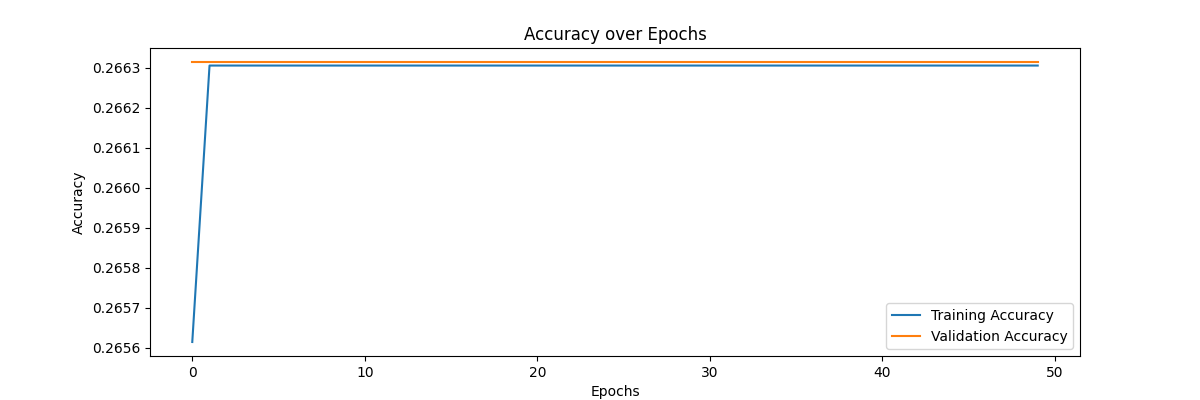 Accuracy over Epochs
Accuracy
0.2663
0.2662
0.2661
0.2660
0.2659
0.2658
0.2657
0.2656
Training Accuracy
Validation Accuracy
0 10 20 30 40 50
Epochs